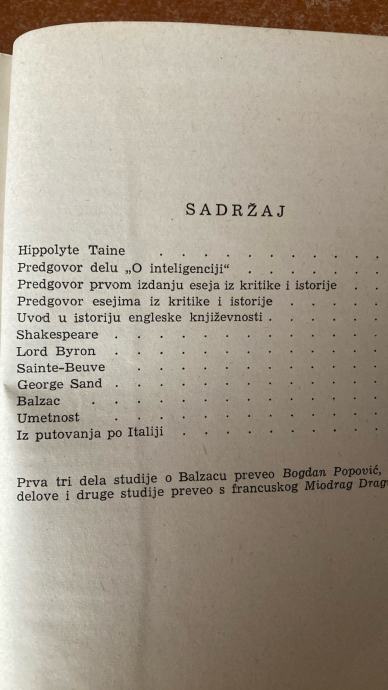 SADRŽAJ
Hippolyte Taine . . . . . . . . . .
Predgovor delu „O inteligenciji“ . . . . . .
Predgovor prvom izdanju eseja iz kritike i istorije . .
Predgovor esejima iz kritike i istorije . . . . .
Uvod u istoriju engleske književnosti . . . . . .
Shakespeare . . . . . . . . . . . . .
Lord Byron . . . . . . . . . . . . .
Sainte-Beuve . . . . . . . . . . . .
George Sand . . . . . . . . . . . . .
Balzac . . . . . . . . . . . . . .
Umetnost . . . . . . . . . . . . .
Iz putovanja po Italiji . . . . . . . . . .
Prva tri dela studije o Balzacu preveo Bogdan Popović,
delove i druge studije preveo s francuskog Miodrag